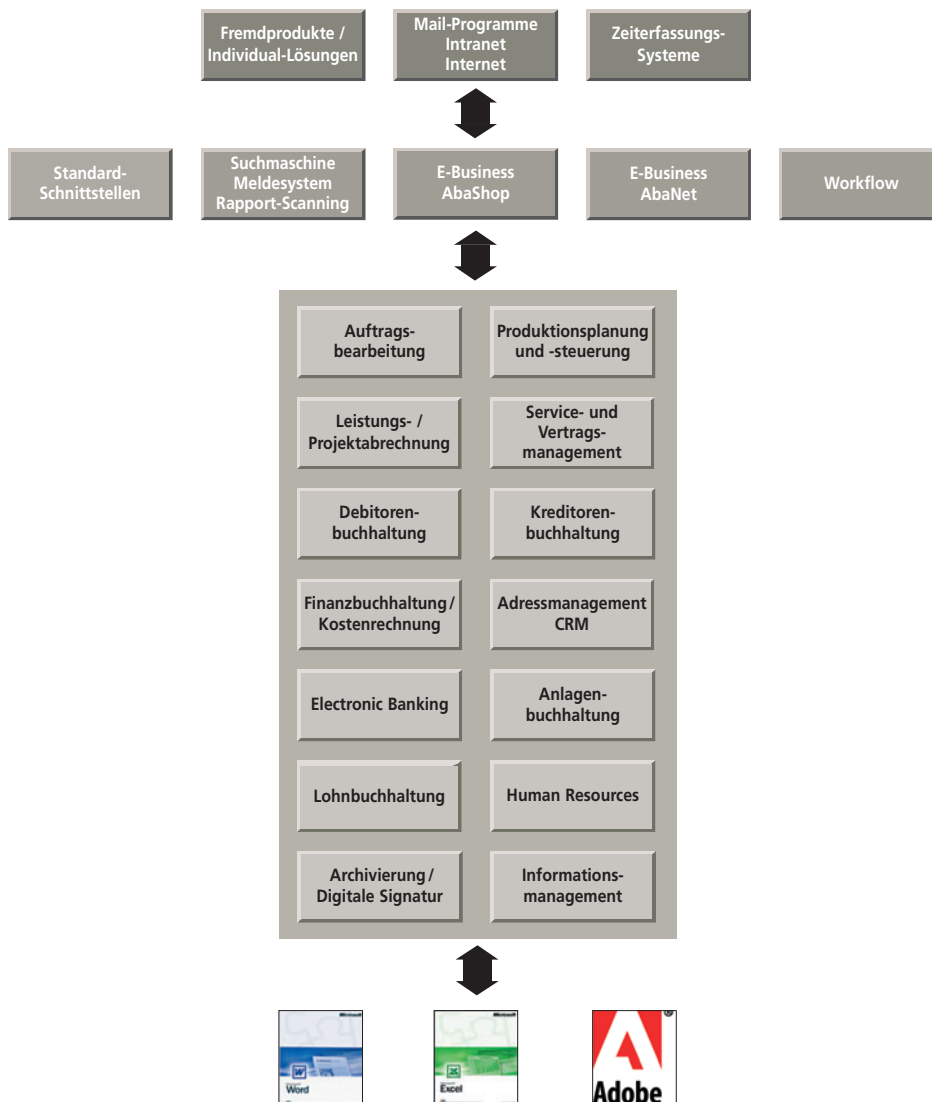 Fremdprodukte /
Individual-Lösungen
Mail-Programme
Intranet
Internet
Zeiterfassungs-
Systeme
Standard-
Schnittstellen
Suchmaschine
Meldesystem
Rapport-Scanning
E-Business
AbaShop
E-Business
AbaNet
Workflow
Auftrags-
bearbeitung
Produktionsplanung
und -steuerung
Leistungs- /
Projektabrechnung
Service- und
Vertrags-
management
Debitoren-
buchhaltung
Kreditoren-
buchhaltung
Finanzbuchhaltung /
Kostenrechnung
Adressmanagement
CRM
Electronic Banking
Anlagen-
buchhaltung
Lohnbuchhaltung
Human Resources
Archivierung /
Digitale Signatur
Informations-
management
Microsoft
W
Word
Microsoft
X
Excel
®
Adobe